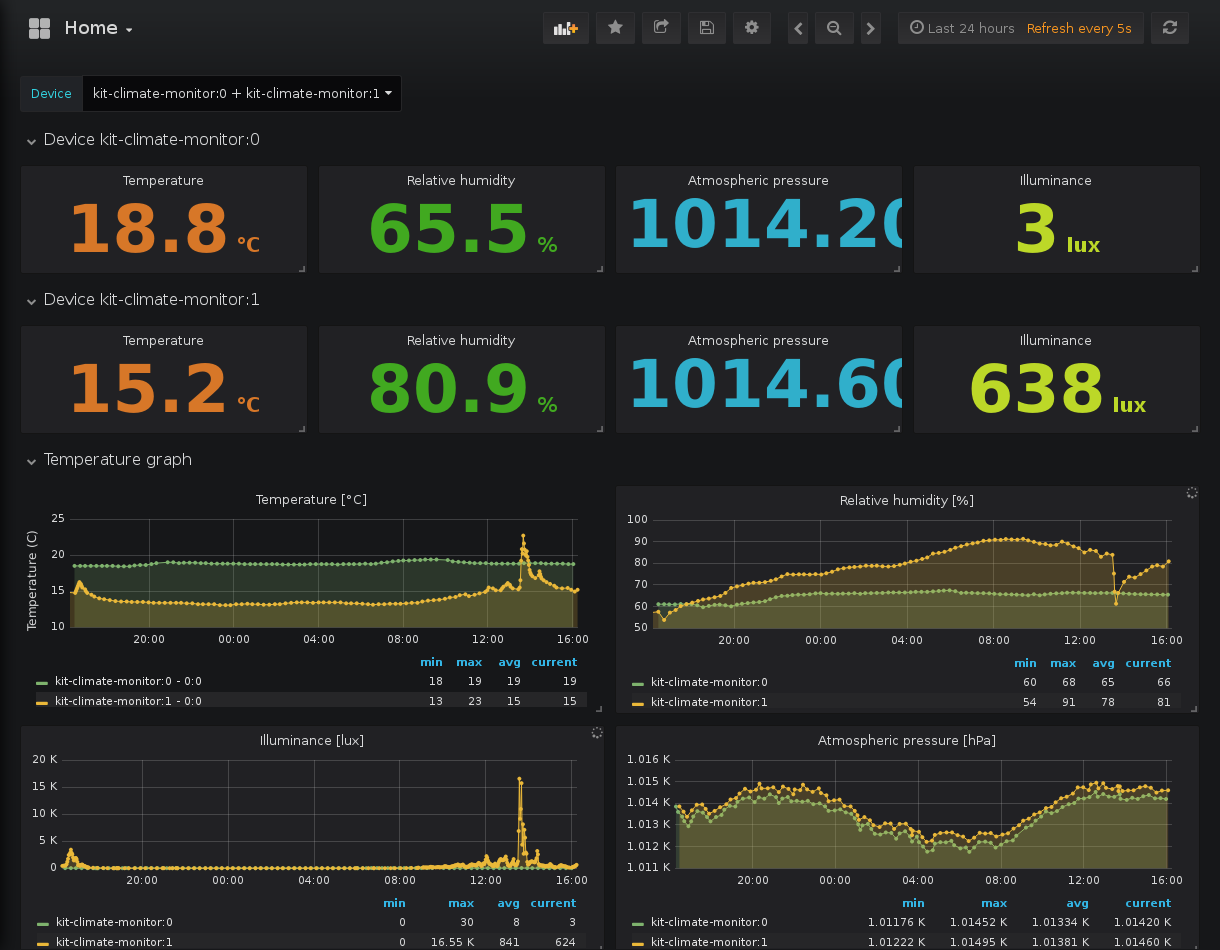 Home
Last 24 hours Refresh every 5s
Device kit-climate-monitor:0 + kit-climate-monitor:1
Device kit-climate-monitor:0
Temperature Relative humidity Atmospheric pressure Illuminance
18.8 °C 65.5 % 1014.20 3 lux
Device kit-climate-monitor:1
Temperature Relative humidity Atmospheric pressure Illuminance
15.2 °C 80.9 % 1014.60 638 lux
Temperature graph
Temperature [°C]
Temperature (C)
25
20
15
10
20:00 00:00 04:00 08:00 12:00 16:00
min max avg current
kit-climate-monitor:0 - 0:0 18 19 19 19
kit-climate-monitor:1 - 0:0 13 23 15 15
Relative humidity [%]
100
90
80
70
60
50
20:00 00:00 04:00 08:00 12:00 16:00
min max avg current
kit-climate-monitor:0 60 68 65 66
kit-climate-monitor:1 54 91 78 81
Illuminance [lux]
20 K
15 K
10 K
5 K
0
20:00 00:00 04:00 08:00 12:00 16:00
min max avg current
kit-climate-monitor:0 0 30 8 3
kit-climate-monitor:1 0 16.55 K 841 624
Atmospheric pressure [hPa]
1.016 K
1.015 K
1.014 K
1.013 K
1.012 K
1.011 K
20:00 00:00 04:00 08:00 12:00 16:00
min max avg current
kit-climate-monitor:0 1.01176 K 1.01452 K 1.01334 K 1.01420 K
kit-climate-monitor:1 1.01222 K 1.01495 K 1.01381 K 1.01460 K